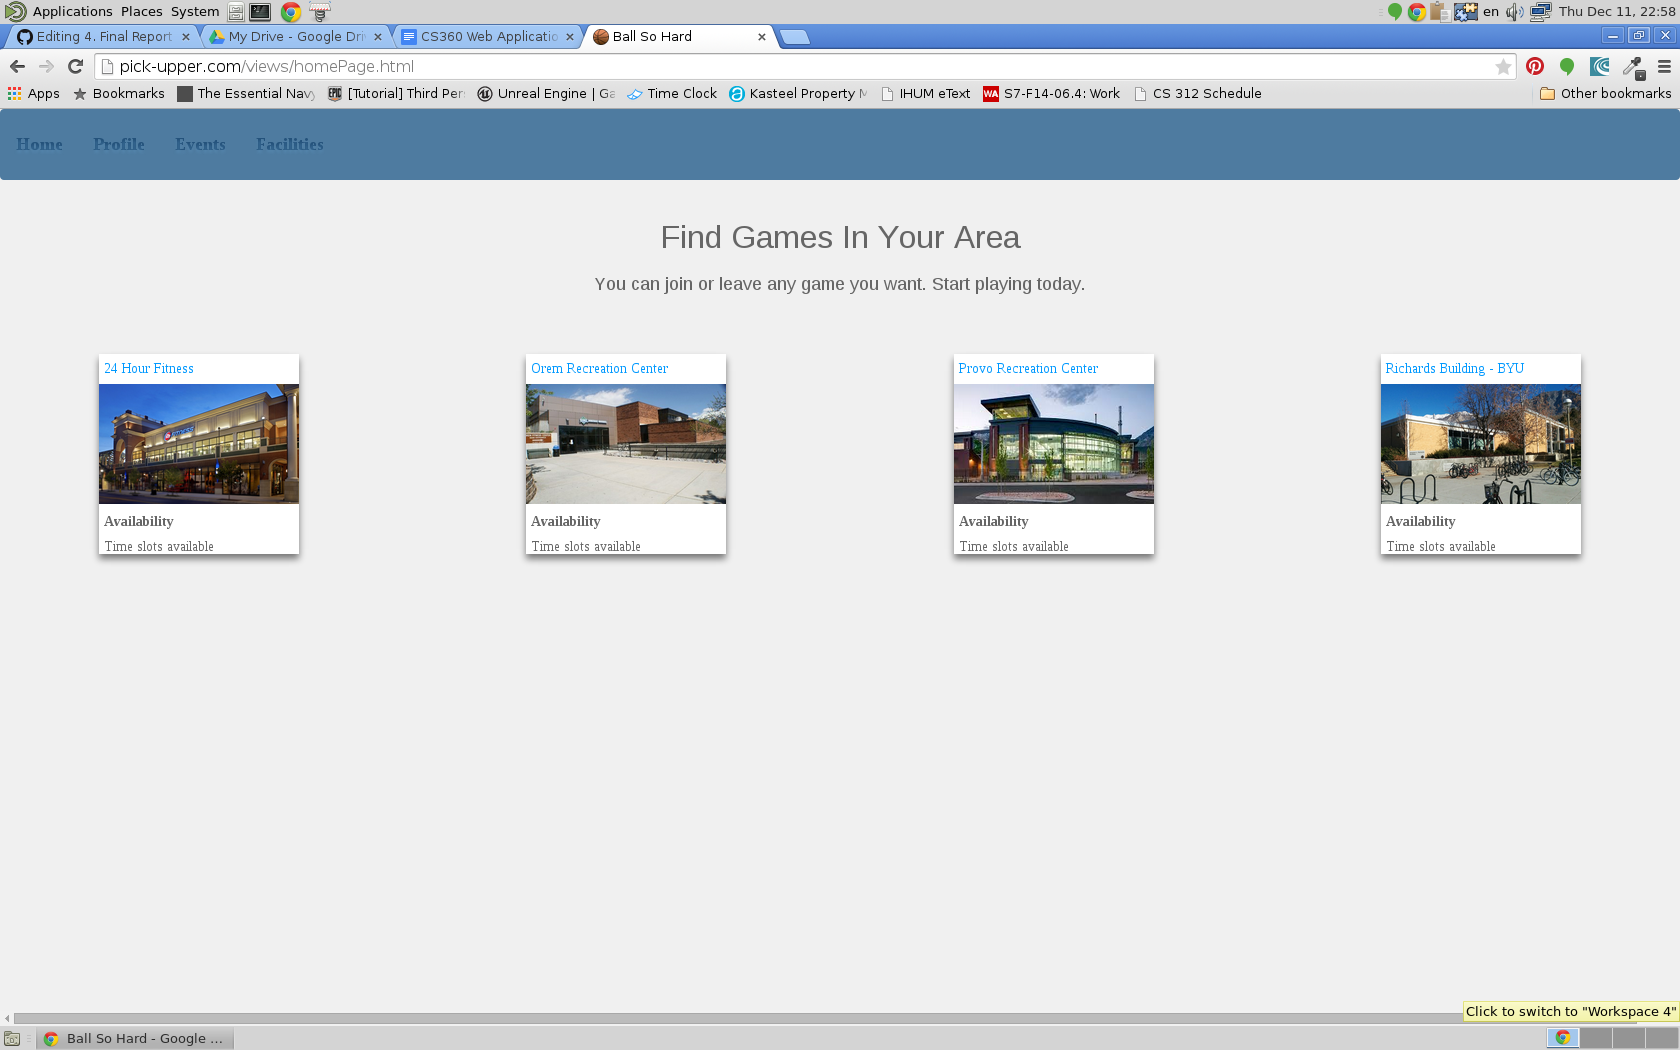 Applications Places System en Thu Dec 11, 22:58
Editing 4. Final Report My Drive - Google Dri CS360 Web Applicatio Ball So Hard
pick-upper.com/views/homePage.html
Apps Bookmarks The Essential Navy [Tutorial] Third Per Unreal Engine | Ga Time Clock Kasteel Property M IHUM eText WA S7-F14-06.4: Work CS 312 Schedule Other bookmarks
Home Profile Events Facilities
Find Games In Your Area
You can join or leave any game you want. Start playing today.
24 Hour Fitness
Availability
Time slots available
Orem Recreation Center
Availability
Time slots available
Provo Recreation Center
Availability
Time slots available
Richards Building - BYU
Availability
Time slots available
Click to switch to "Workspace 4"
Ball So Hard - Google ...